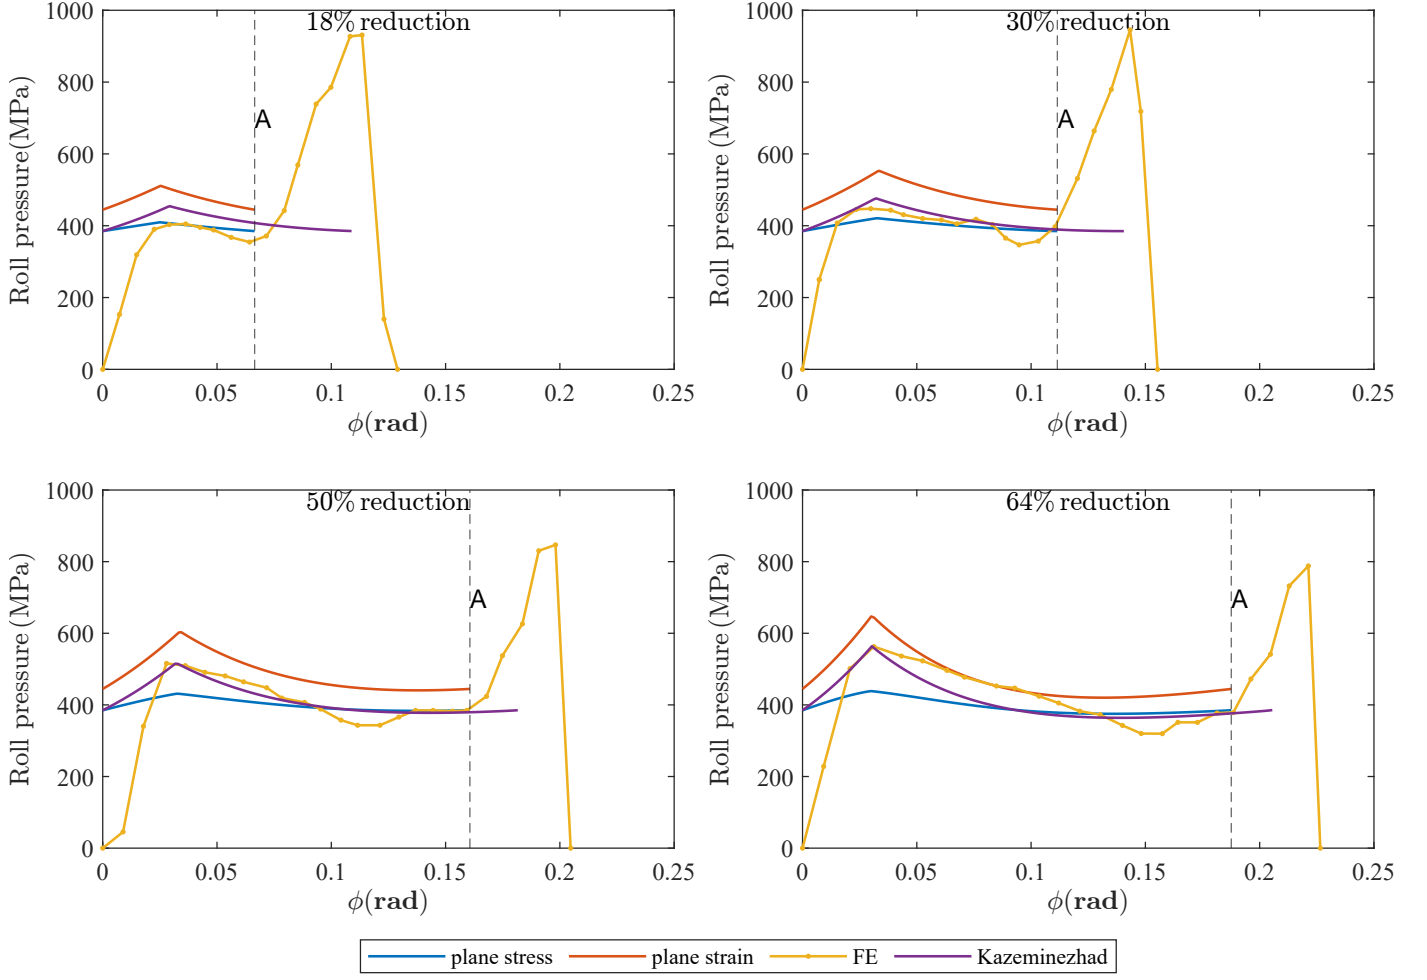 18% reduction
1000
800
600
400
200
0
Roll pressure(MPa)
A
0 0.05 0.1 0.15 0.2 0.25
ϕ(rad)
30% reduction
1000
800
600
400
200
0
Roll pressure (MPa)
A
0 0.05 0.1 0.15 0.2 0.25
ϕ(rad)
50% reduction
1000
800
600
400
200
0
Roll pressure (MPa)
A
0 0.05 0.1 0.15 0.2 0.25
ϕ(rad)
64% reduction
1000
800
600
400
200
0
Roll pressure (MPa)
A
0 0.05 0.1 0.15 0.2 0.25
ϕ(rad)
plane stress plane strain FE Kazeminezhad